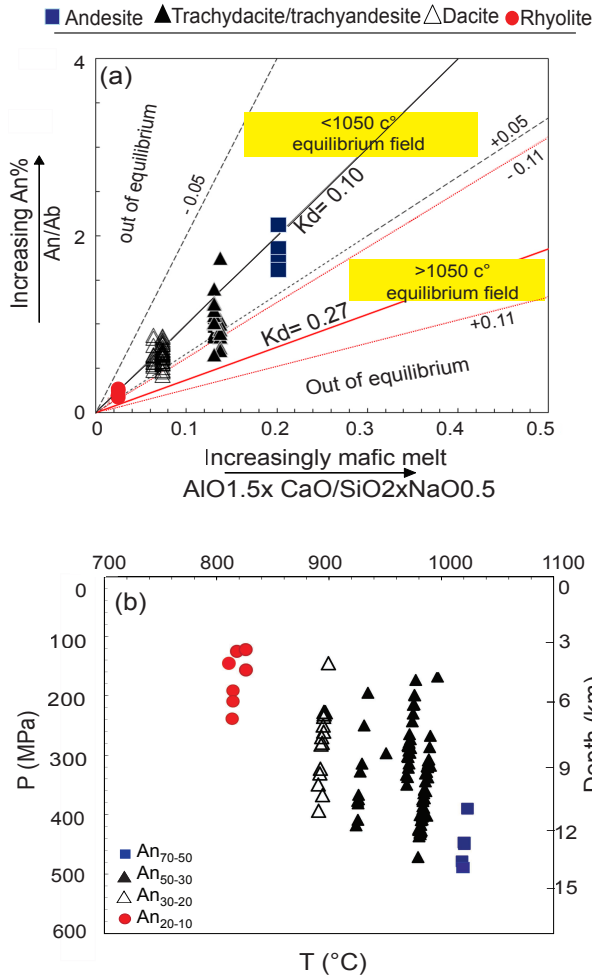 Andesite Trachydacite/trachyandesite Dacite Rhyolite
(a)
4
2
0
Increasing An%
An/Ab
out of equilibrium
- 0.05
<1050 c°
equilibrium field
Kd= 0.10
+0.05
- 0.11
>1050 c°
equilibrium field
Kd= 0.27
+0.11
Out of equilibrium
0 0.1 0.2 0.3 0.4 0.5
Increasingly mafic melt
AlO1.5x CaO/SiO2xNaO0.5
700 800 900 1000 1100
(b)
0
100
200
300
400
500
600
P (MPa)
0
3
6
9
12
15
Depth (km)
An70-50
An50-30
An30-20
An20-10
T (°C)